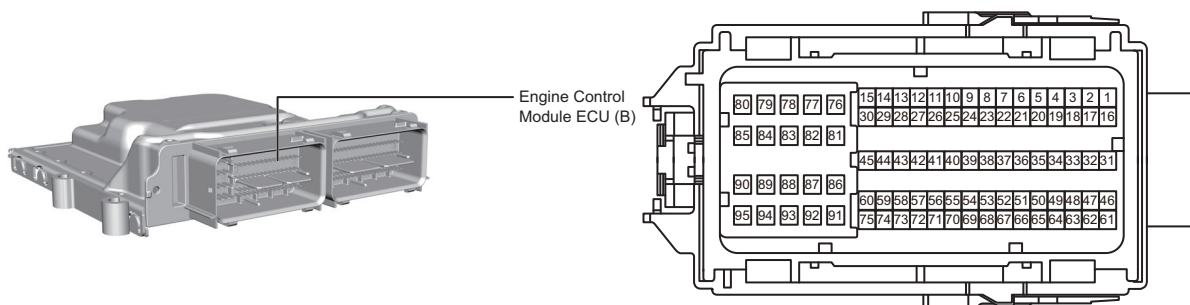 Engine Control
Module ECU (B)
80 79 78 77 76
15 14 13 12 11 10 9 8 7 6 5 4 3 2 1
30 29 28 27 26 25 24 23 22 21 20 19 18 17 16
85 84 83 82 81
45 44 43 42 41 40 39 38 37 36 35 34 33 32 31
90 89 88 87 86
60 59 58 57 56 55 54 53 52 51 50 49 48 47 46
95 94 93 92 91
75 74 73 72 71 70 69 68 67 66 65 64 63 62 61